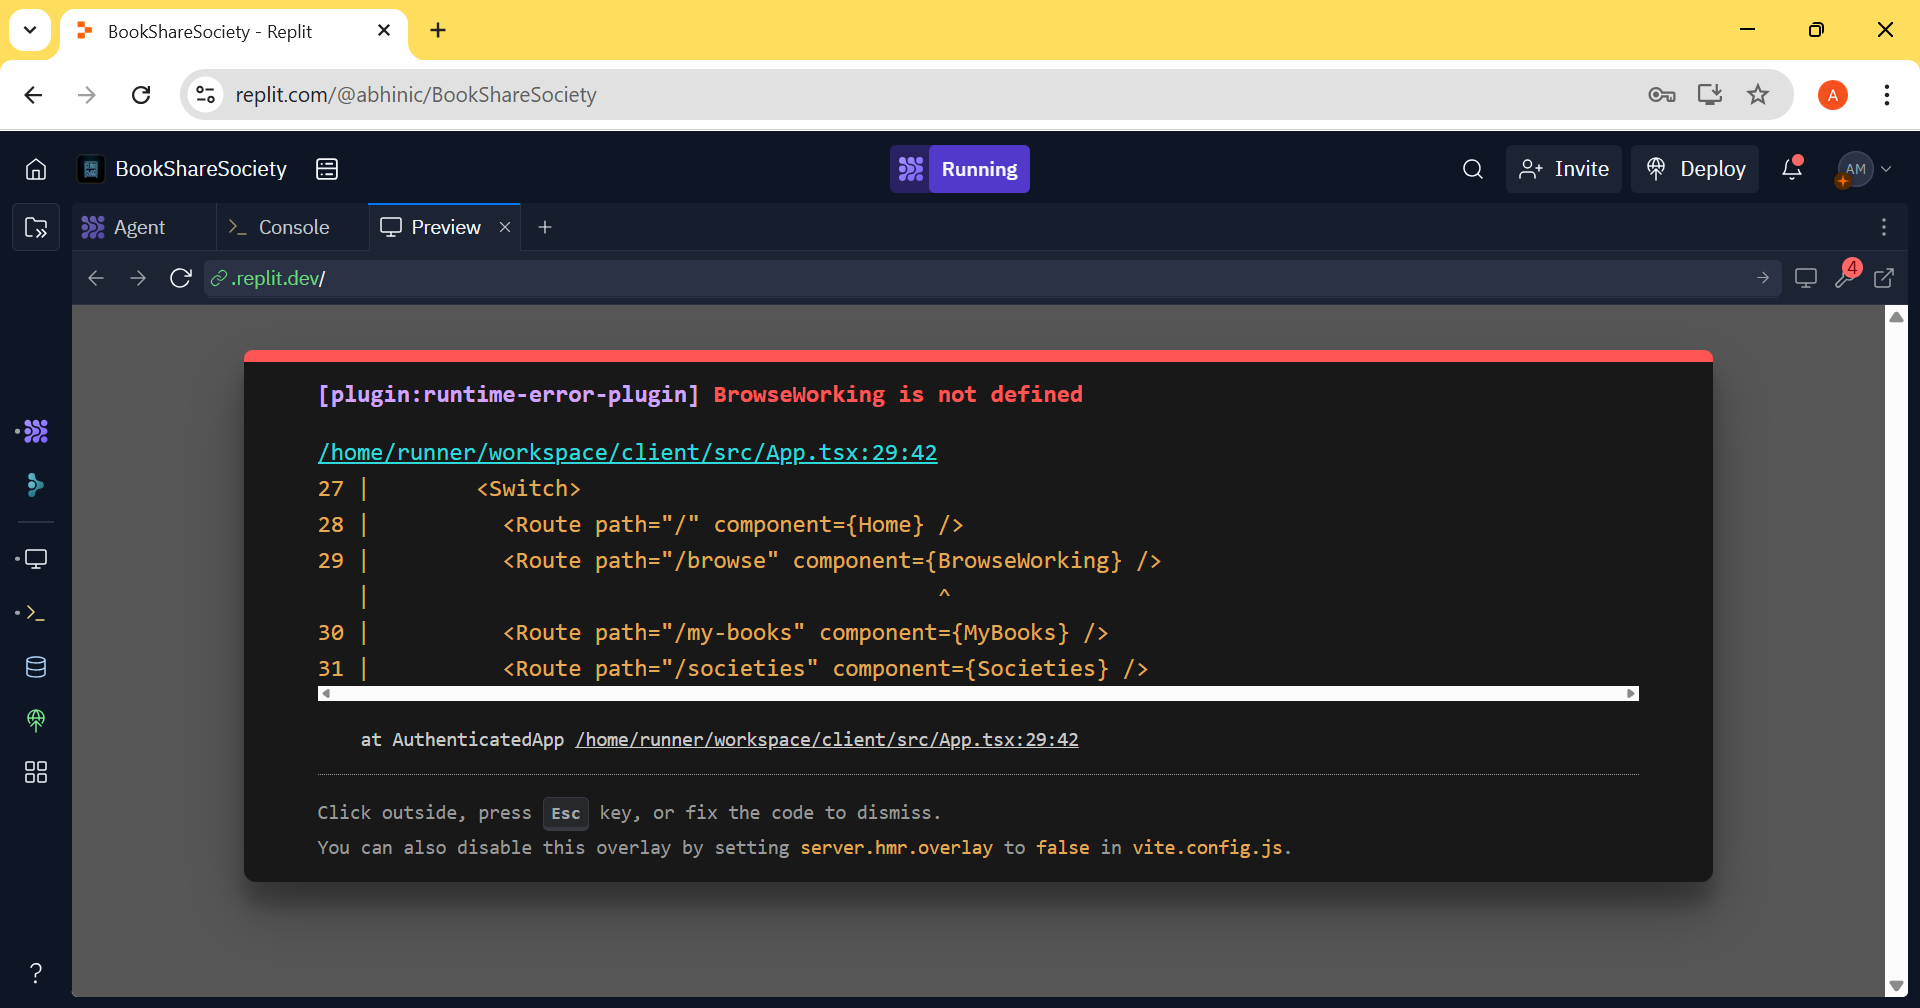 BookShareSociety - Replit
replit.com/@abhinic/BookShareSociety
A
BookShareSociety
Running
Invite
Deploy
AM
Agent
Console
Preview
.replit.dev/
4
[plugin:runtime-error-plugin] BrowseWorking is not defined
/home/runner/workspace/client/src/App.tsx:29:42
27 |        <Switch>
28 |          <Route path="/" component={Home} />
29 |          <Route path="/browse" component={BrowseWorking} />
   |                                           ^
30 |          <Route path="/my-books" component={MyBooks} />
31 |          <Route path="/societies" component={Societies} />
at AuthenticatedApp /home/runner/workspace/client/src/App.tsx:29:42
Click outside, press Esc key, or fix the code to dismiss.
You can also disable this overlay by setting server.hmr.overlay to false in vite.config.js.
?